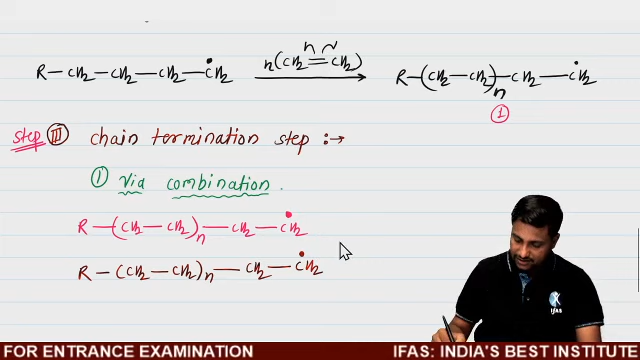 R—CH2—CH2—CH2—ĊH2 n(CH2=CH2) R—(CH2—CH2)n—CH2—ĊH2
①
Step III chain termination step :→
① via combination.
R—(CH2—CH2)n—CH2—ĊH2
R—(CH2—CH2)n—CH2—ĊH2
ifas
FOR ENTRANCE EXAMINATION IFAS: INDIA'S BEST INSTITUTE